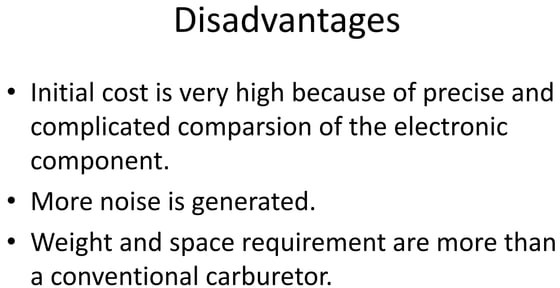 Disadvantages
• Initial cost is very high because of precise and
complicated comparsion of the electronic
component.
• More noise is generated.
• Weight and space requirement are more than
a conventional carburetor.